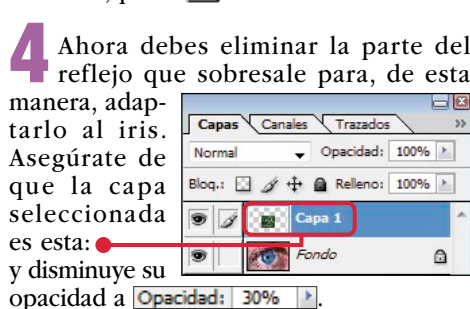 4 Ahora debes eliminar la parte del
reflejo que sobresale para, de esta
manera, adap-
tarlo al iris.
Asegúrate de
que la capa
seleccionada
es esta:
y disminuye su
opacidad a Opacidad: 30% .
Capas Canales Trazados
Normal Opacidad: 100%
Bloq.: Relleno: 100%
Capa 1
Fondo